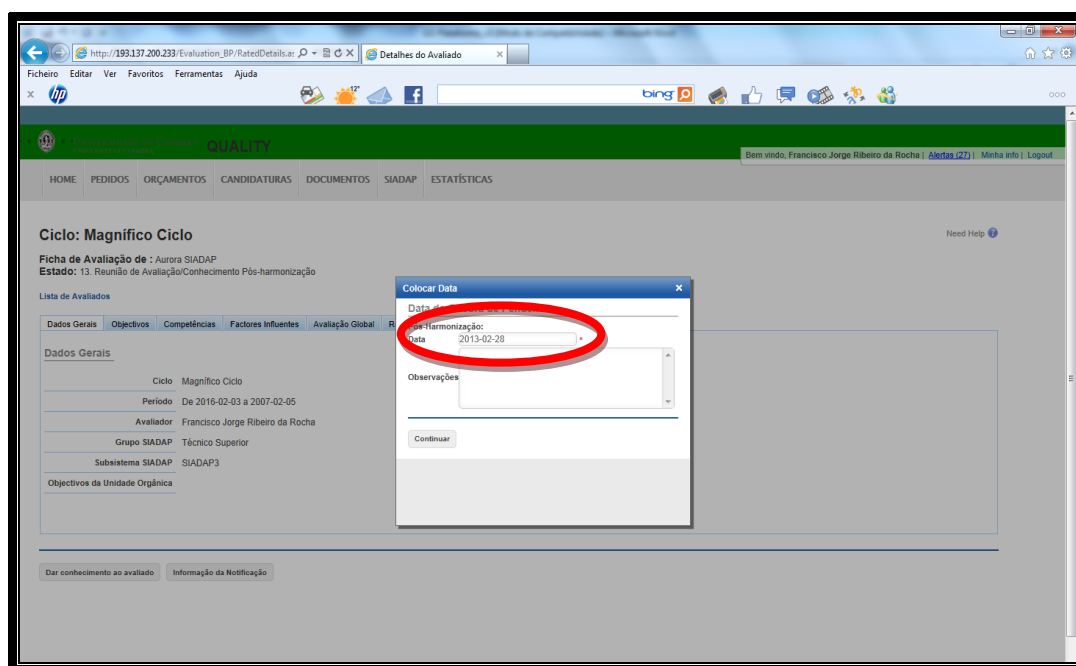 http://193.137.200.233/Evaluation_BP/RatedDetails.as
Detalhes do Avaliado
Ficheiro Editar Ver Favoritos Ferramentas Ajuda
12°
bing
QUALITY
Bem vindo, Francisco Jorge Ribeiro da Rocha | Alertas (27) | Minha info | Logout
HOME PEDIDOS ORÇAMENTOS CANDIDATURAS DOCUMENTOS SIADAP ESTATÍSTICAS
Ciclo: Magnífico Ciclo
Need Help
Ficha de Avaliação de : Aurora SIADAP
Estado: 13. Reunião de Avaliação/Conhecimento Pós-harmonização
Lista de Avaliados
Dados Gerais Objectivos Competências Factores Influentes Avaliação Global R
Dados Gerais
Ciclo Magnífico Ciclo
Período De 2016-02-03 a 2007-02-05
Avaliador Francisco Jorge Ribeiro da Rocha
Grupo SIADAP Técnico Superior
Subsistema SIADAP SIADAP3
Objectivos da Unidade Orgânica
Dar conhecimento ao avaliado Informação da Notificação
Colocar Data
Data
Pós-Harmonização:
Data 2013-02-28 *
Observações
Continuar